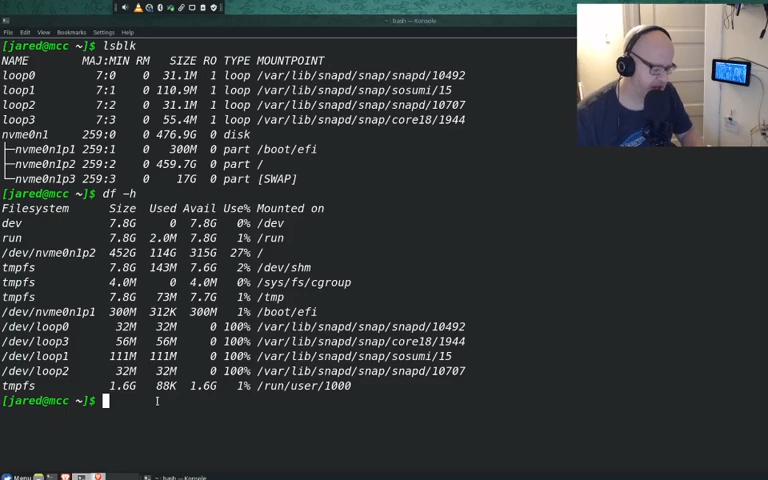 ~ : bash — Konsole
File Edit View Bookmarks Settings Help
[jared@mcc ~]$ lsblk
NAME MAJ:MIN RM SIZE RO TYPE MOUNTPOINT
loop0 7:0 0 31.1M 1 loop /var/lib/snapd/snap/snapd/10492
loop1 7:1 0 110.9M 1 loop /var/lib/snapd/snap/sosumi/15
loop2 7:2 0 31.1M 1 loop /var/lib/snapd/snap/snapd/10707
loop3 7:3 0 55.4M 1 loop /var/lib/snapd/snap/core18/1944
nvme0n1 259:0 0 476.9G 0 disk
├─nvme0n1p1 259:1 0 300M 0 part /boot/efi
├─nvme0n1p2 259:2 0 459.7G 0 part /
└─nvme0n1p3 259:3 0 17G 0 part [SWAP]
[jared@mcc ~]$ df -h
Filesystem Size Used Avail Use% Mounted on
dev 7.8G 0 7.8G 0% /dev
run 7.8G 2.0M 7.8G 1% /run
/dev/nvme0n1p2 452G 114G 315G 27% /
tmpfs 7.8G 143M 7.6G 2% /dev/shm
tmpfs 4.0M 0 4.0M 0% /sys/fs/cgroup
tmpfs 7.8G 73M 7.7G 1% /tmp
/dev/nvme0n1p1 300M 312K 300M 1% /boot/efi
/dev/loop0 32M 32M 0 100% /var/lib/snapd/snap/snapd/10492
/dev/loop3 56M 56M 0 100% /var/lib/snapd/snap/core18/1944
/dev/loop1 111M 111M 0 100% /var/lib/snapd/snap/sosumi/15
/dev/loop2 32M 32M 0 100% /var/lib/snapd/snap/snapd/10707
tmpfs 1.6G 88K 1.6G 1% /run/user/1000
[jared@mcc ~]$
Menu
~ : bash — Konsole